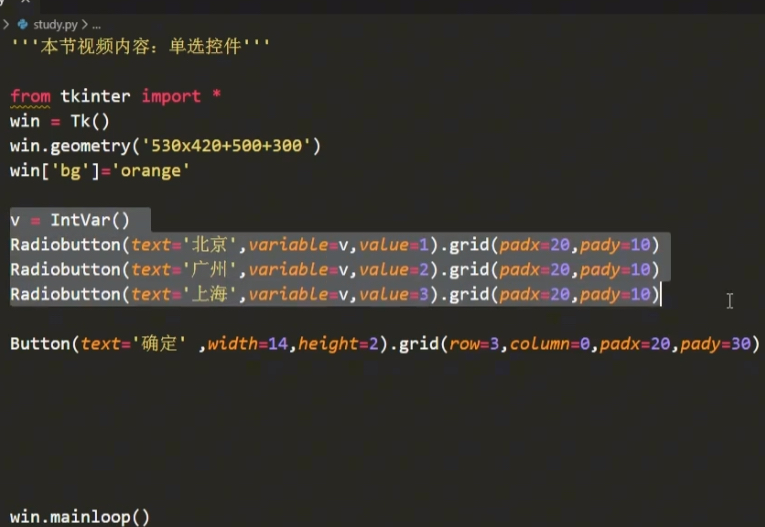 study.py > ...
'''本节视频内容：单选控件'''
from tkinter import *
win = Tk()
win.geometry('530x420+500+300')
win['bg']='orange'
v = IntVar()
Radiobutton(text='北京',variable=v,value=1).grid(padx=20,pady=10)
Radiobutton(text='广州',variable=v,value=2).grid(padx=20,pady=10)
Radiobutton(text='上海',variable=v,value=3).grid(padx=20,pady=10)
Button(text='确定' ,width=14,height=2).grid(row=3,column=0,padx=20,pady=30)
win.mainloop()